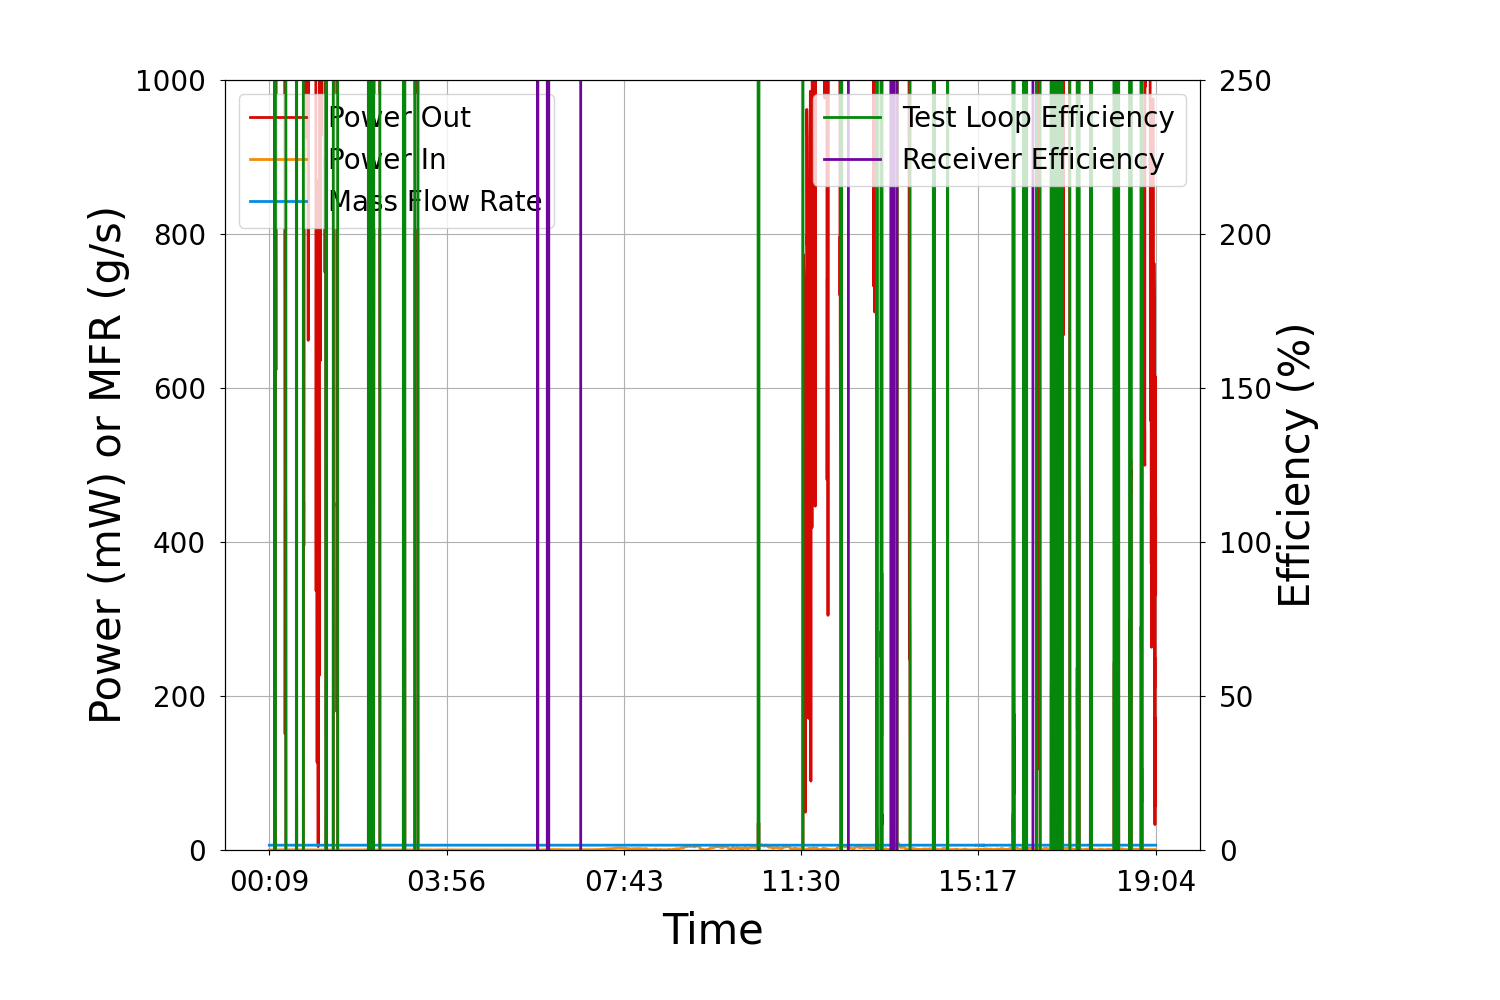 1000
800
600
400
200
0
Power (mW) or MFR (g/s)
Power Out
Power In
Mass Flow Rate
Test Loop Efficiency
Receiver Efficiency
250
200
150
100
50
0
Efficiency (%)
00:09 03:56 07:43 11:30 15:17 19:04
Time